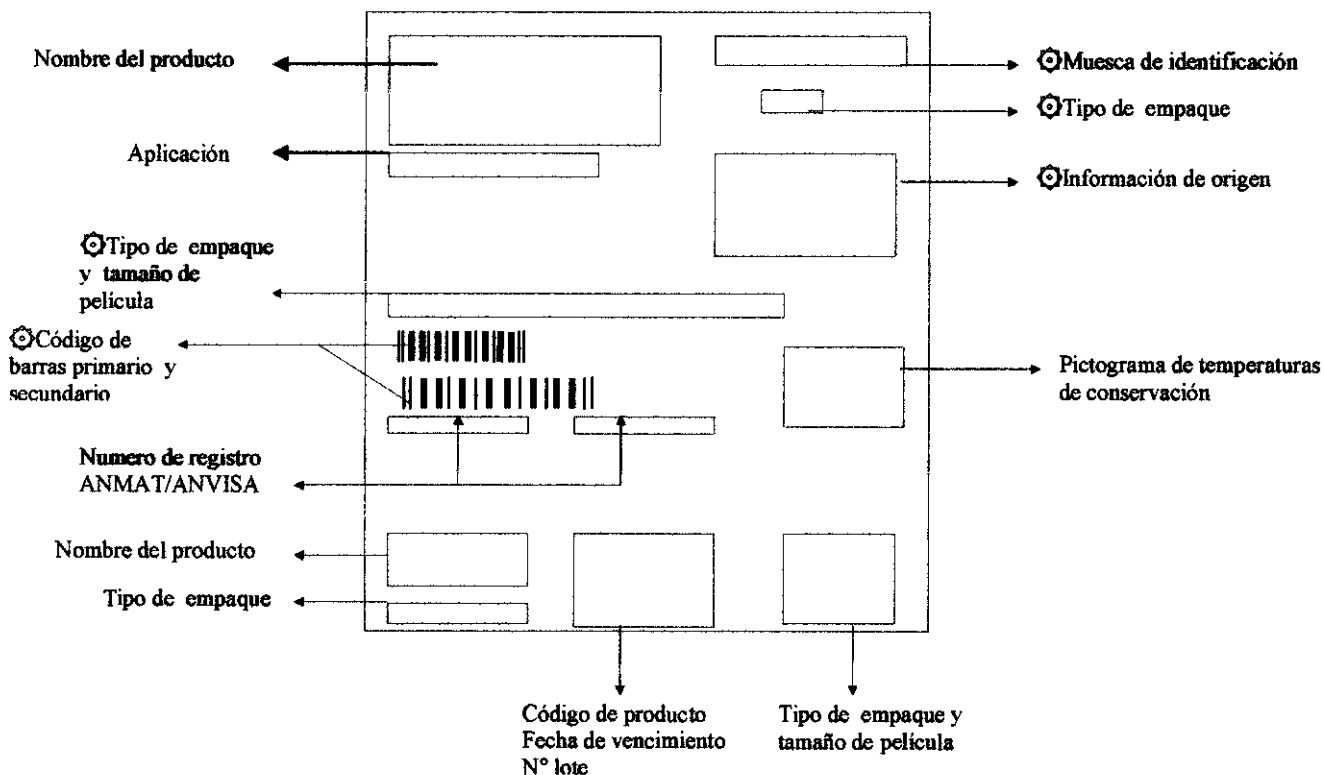 Nombre del producto
Muesca de identificación
Tipo de empaque
Aplicación
Información de origen
Tipo de empaque
y tamaño de
película
Código de
barras primario y
secundario
Pictograma de temperaturas
de conservación
Numero de registro
ANMAT/ANVISA
Nombre del producto
Tipo de empaque
Código de producto
Fecha de vencimiento
N° lote
Tipo de empaque y
tamaño de película